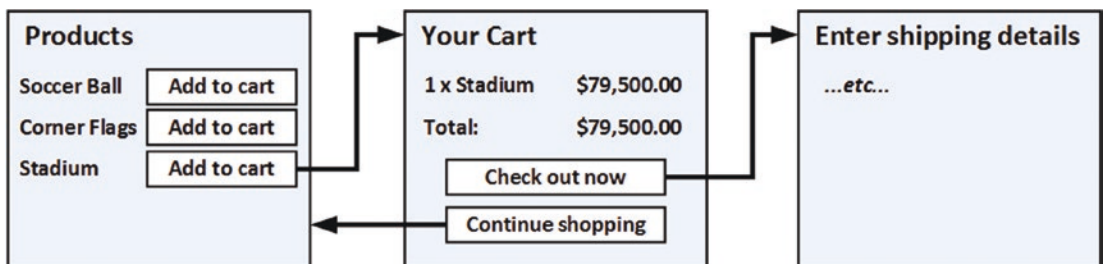 Products
Soccer Ball Add to cart
Corner Flags Add to cart
Stadium Add to cart
Your Cart
1 x Stadium $79,500.00
Total: $79,500.00
Check out now
Continue shopping
Enter shipping details
...etc...